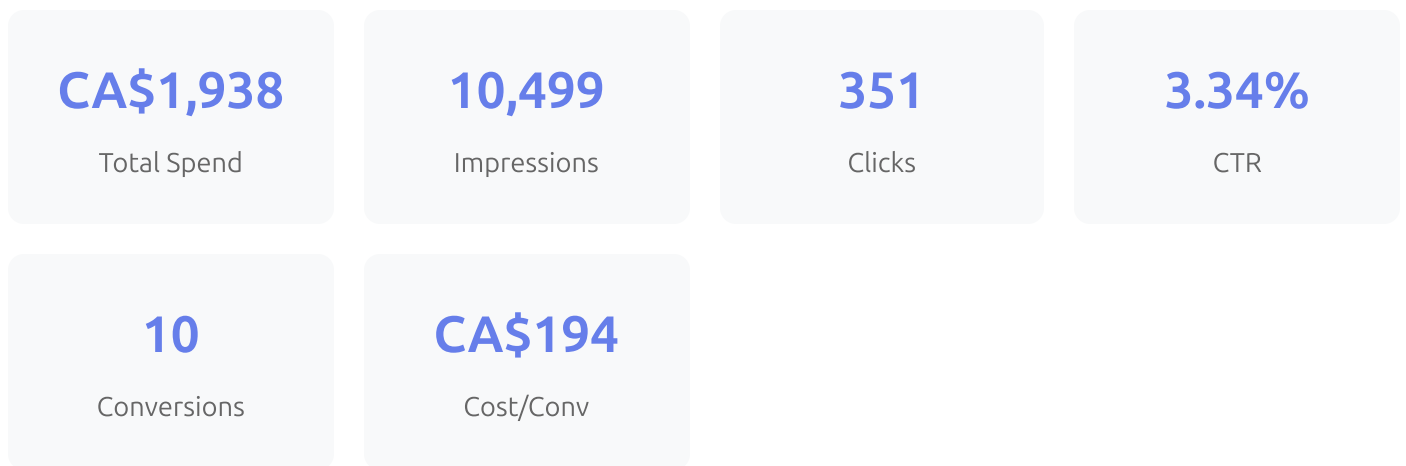 CA$1,938
Total Spend
10,499
Impressions
351
Clicks
3.34%
CTR
10
Conversions
CA$194
Cost/Conv